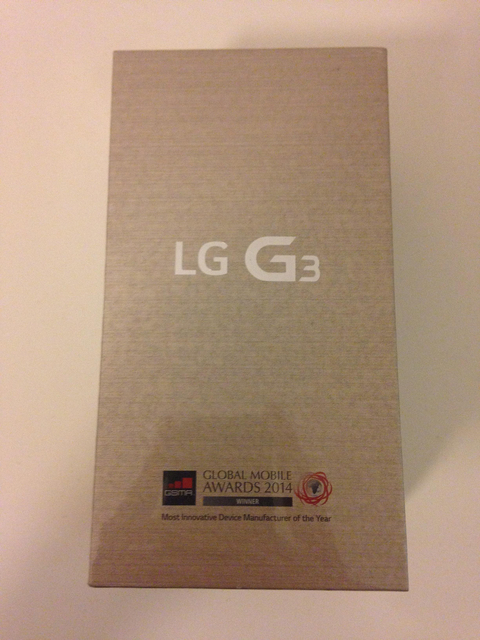 LG G3
GSMA
GLOBAL MOBILE
AWARDS 2014
WINNER
Most Innovative Device Manufacturer of the Year